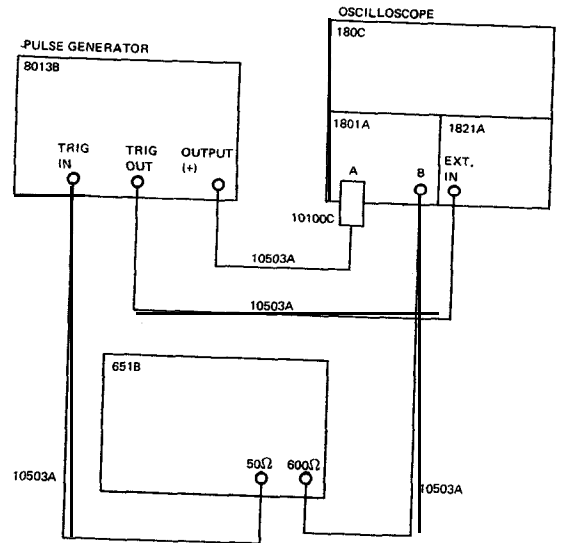 OSCILLOSCOPE
180C
PULSE GENERATOR
8013B
1801A
1821A
TRIG
IN
TRIG
OUT
OUTPUT
(+)
A
B
EXT.
IN
10100C
10503A
10503A
651B
50Ω
600Ω
10503A
10503A